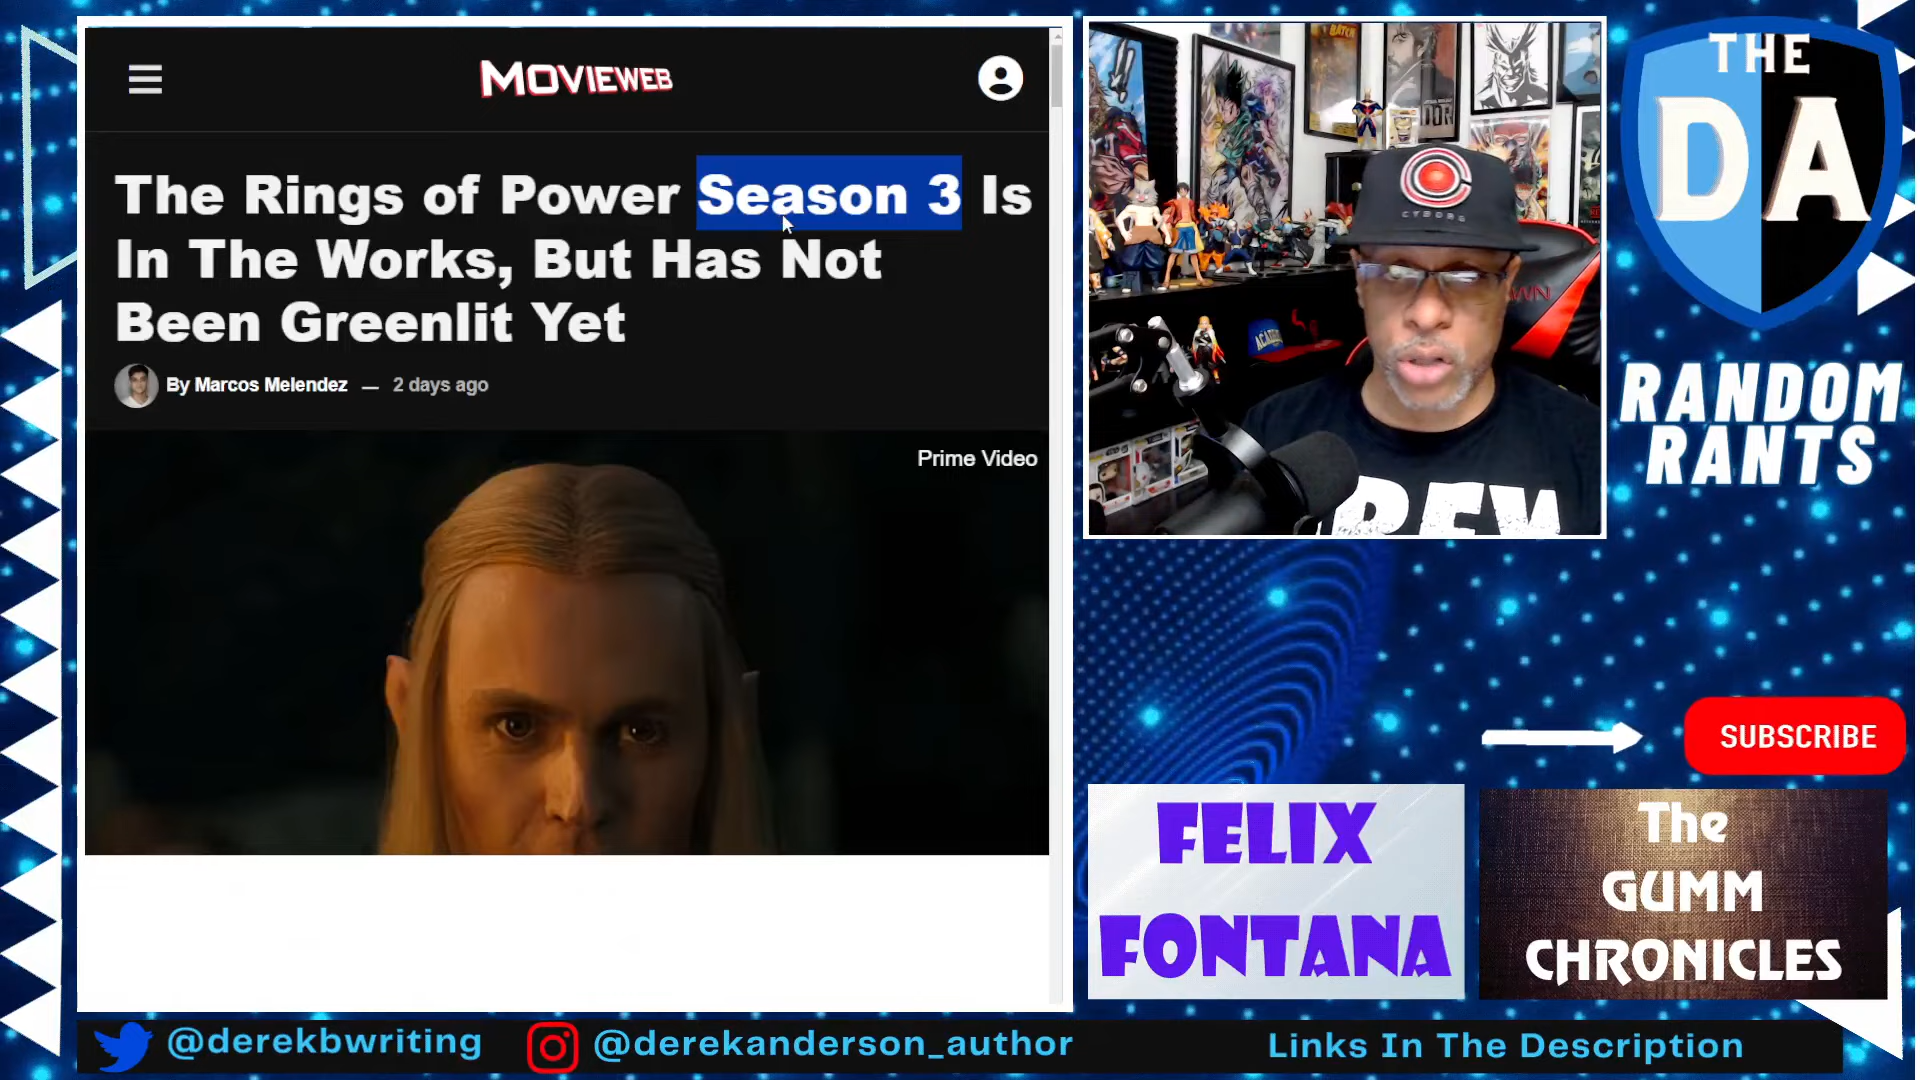 MOVIEWEB
The Rings of Power Season 3 Is
In The Works, But Has Not
Been Greenlit Yet
By Marcos Melendez — 2 days ago
Prime Video
CYBORG
THE
DA
RANDOM
RANTS
SUBSCRIBE
FELIX
FONTANA
The
GUMM
CHRONICLES
@derekbwriting
@derekanderson_author
Links In The Description